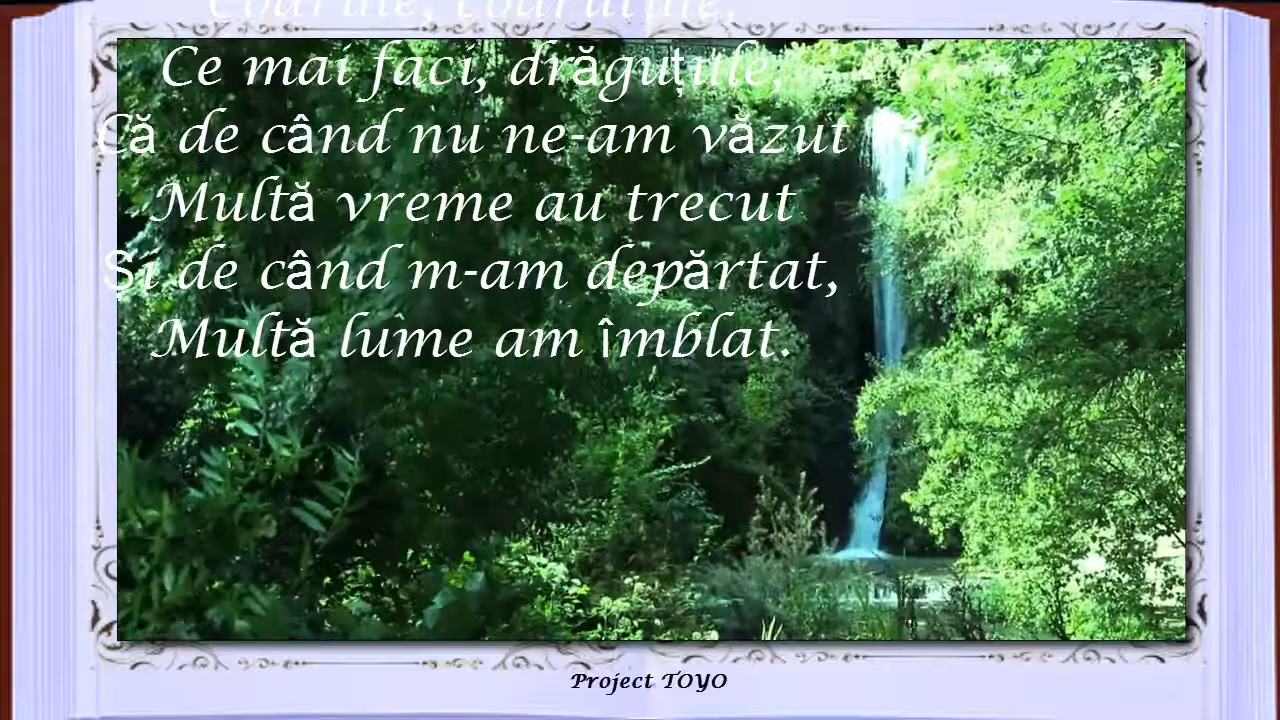 Ce mai faci, drăguțule,
Că de când nu ne-am văzut
Multă vreme au trecut
Și de când m-am depărtat,
Multă lume am îmblat.
Project TOYO